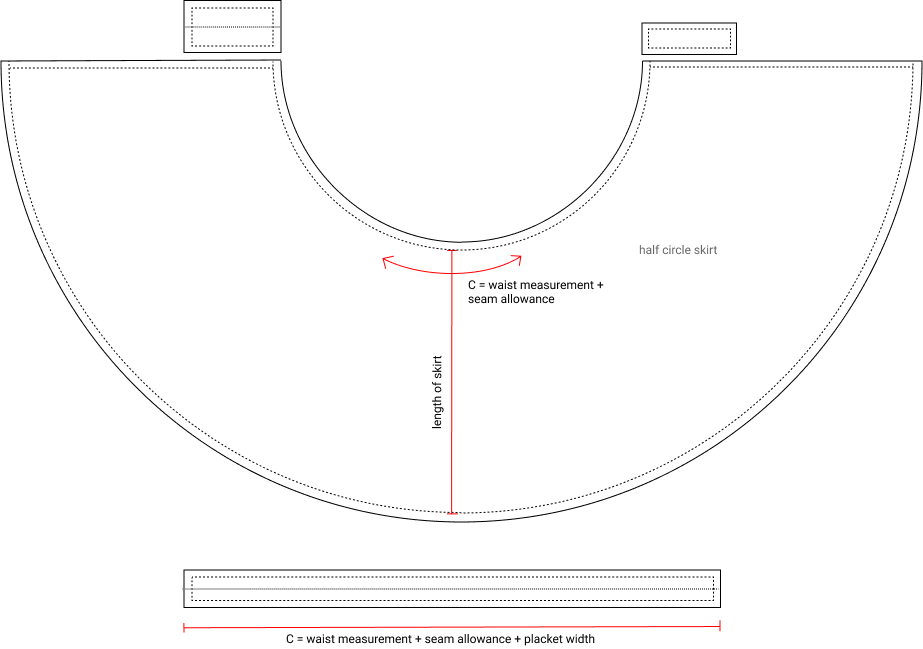 half circle skirt
C = waist measurement +
seam allowance
length of skirt
C = waist measurement + seam allowance + placket width